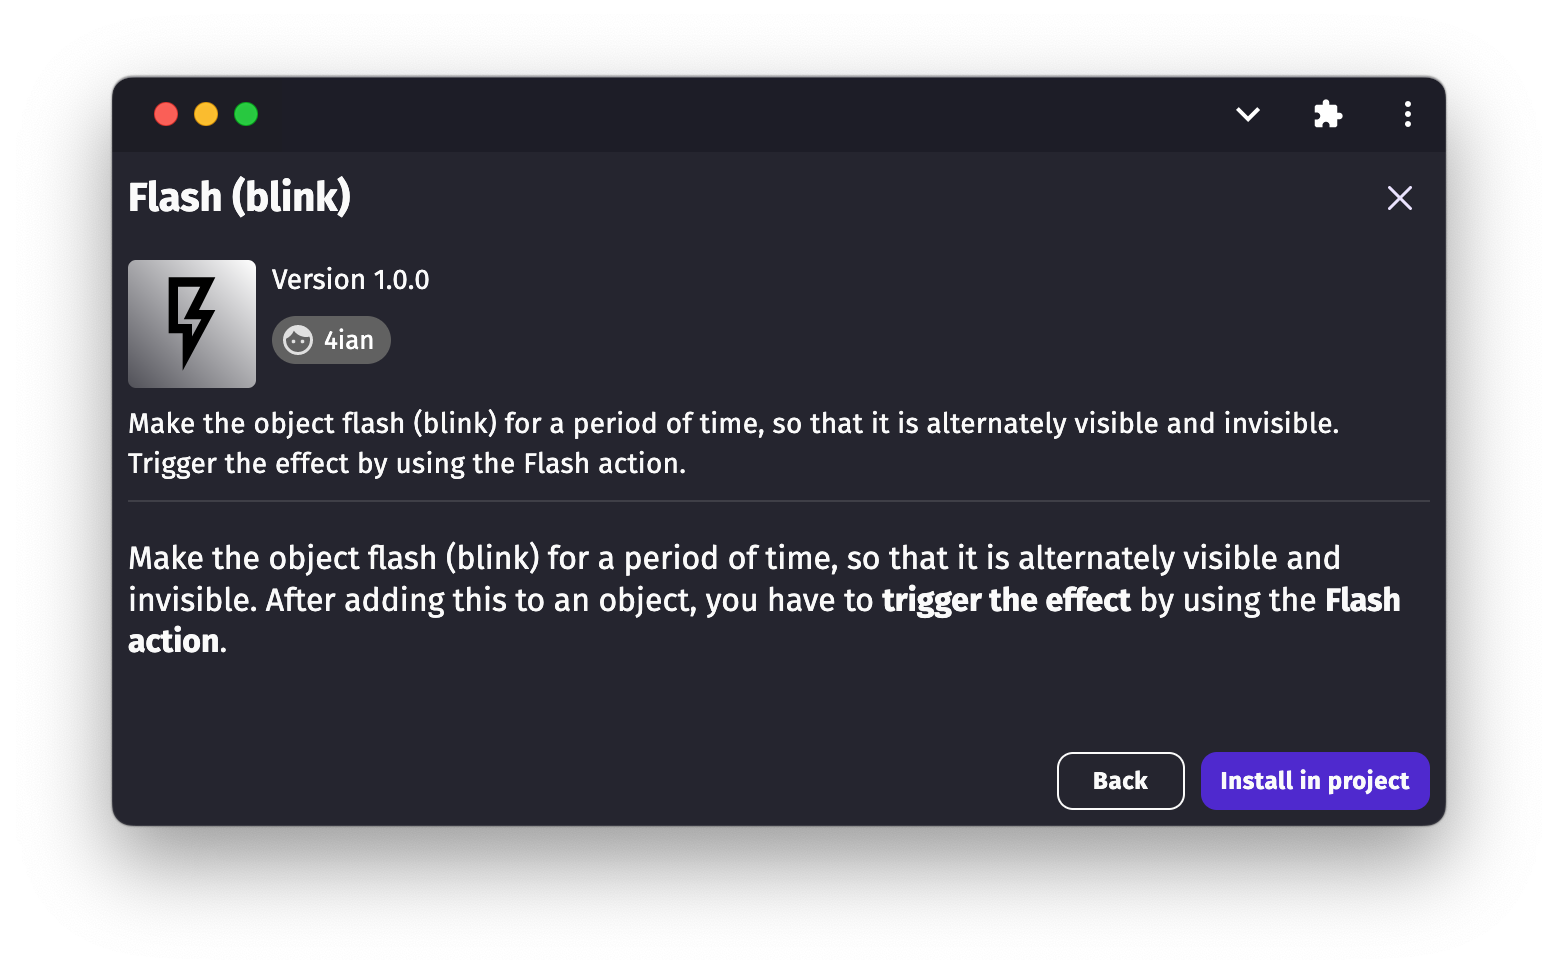 Flash (blink)
Version 1.0.0
4ian
Make the object flash (blink) for a period of time, so that it is alternately visible and invisible.
Trigger the effect by using the Flash action.
Make the object flash (blink) for a period of time, so that it is alternately visible and
invisible. After adding this to an object, you have to trigger the effect by using the Flash
action.
Back
Install in project